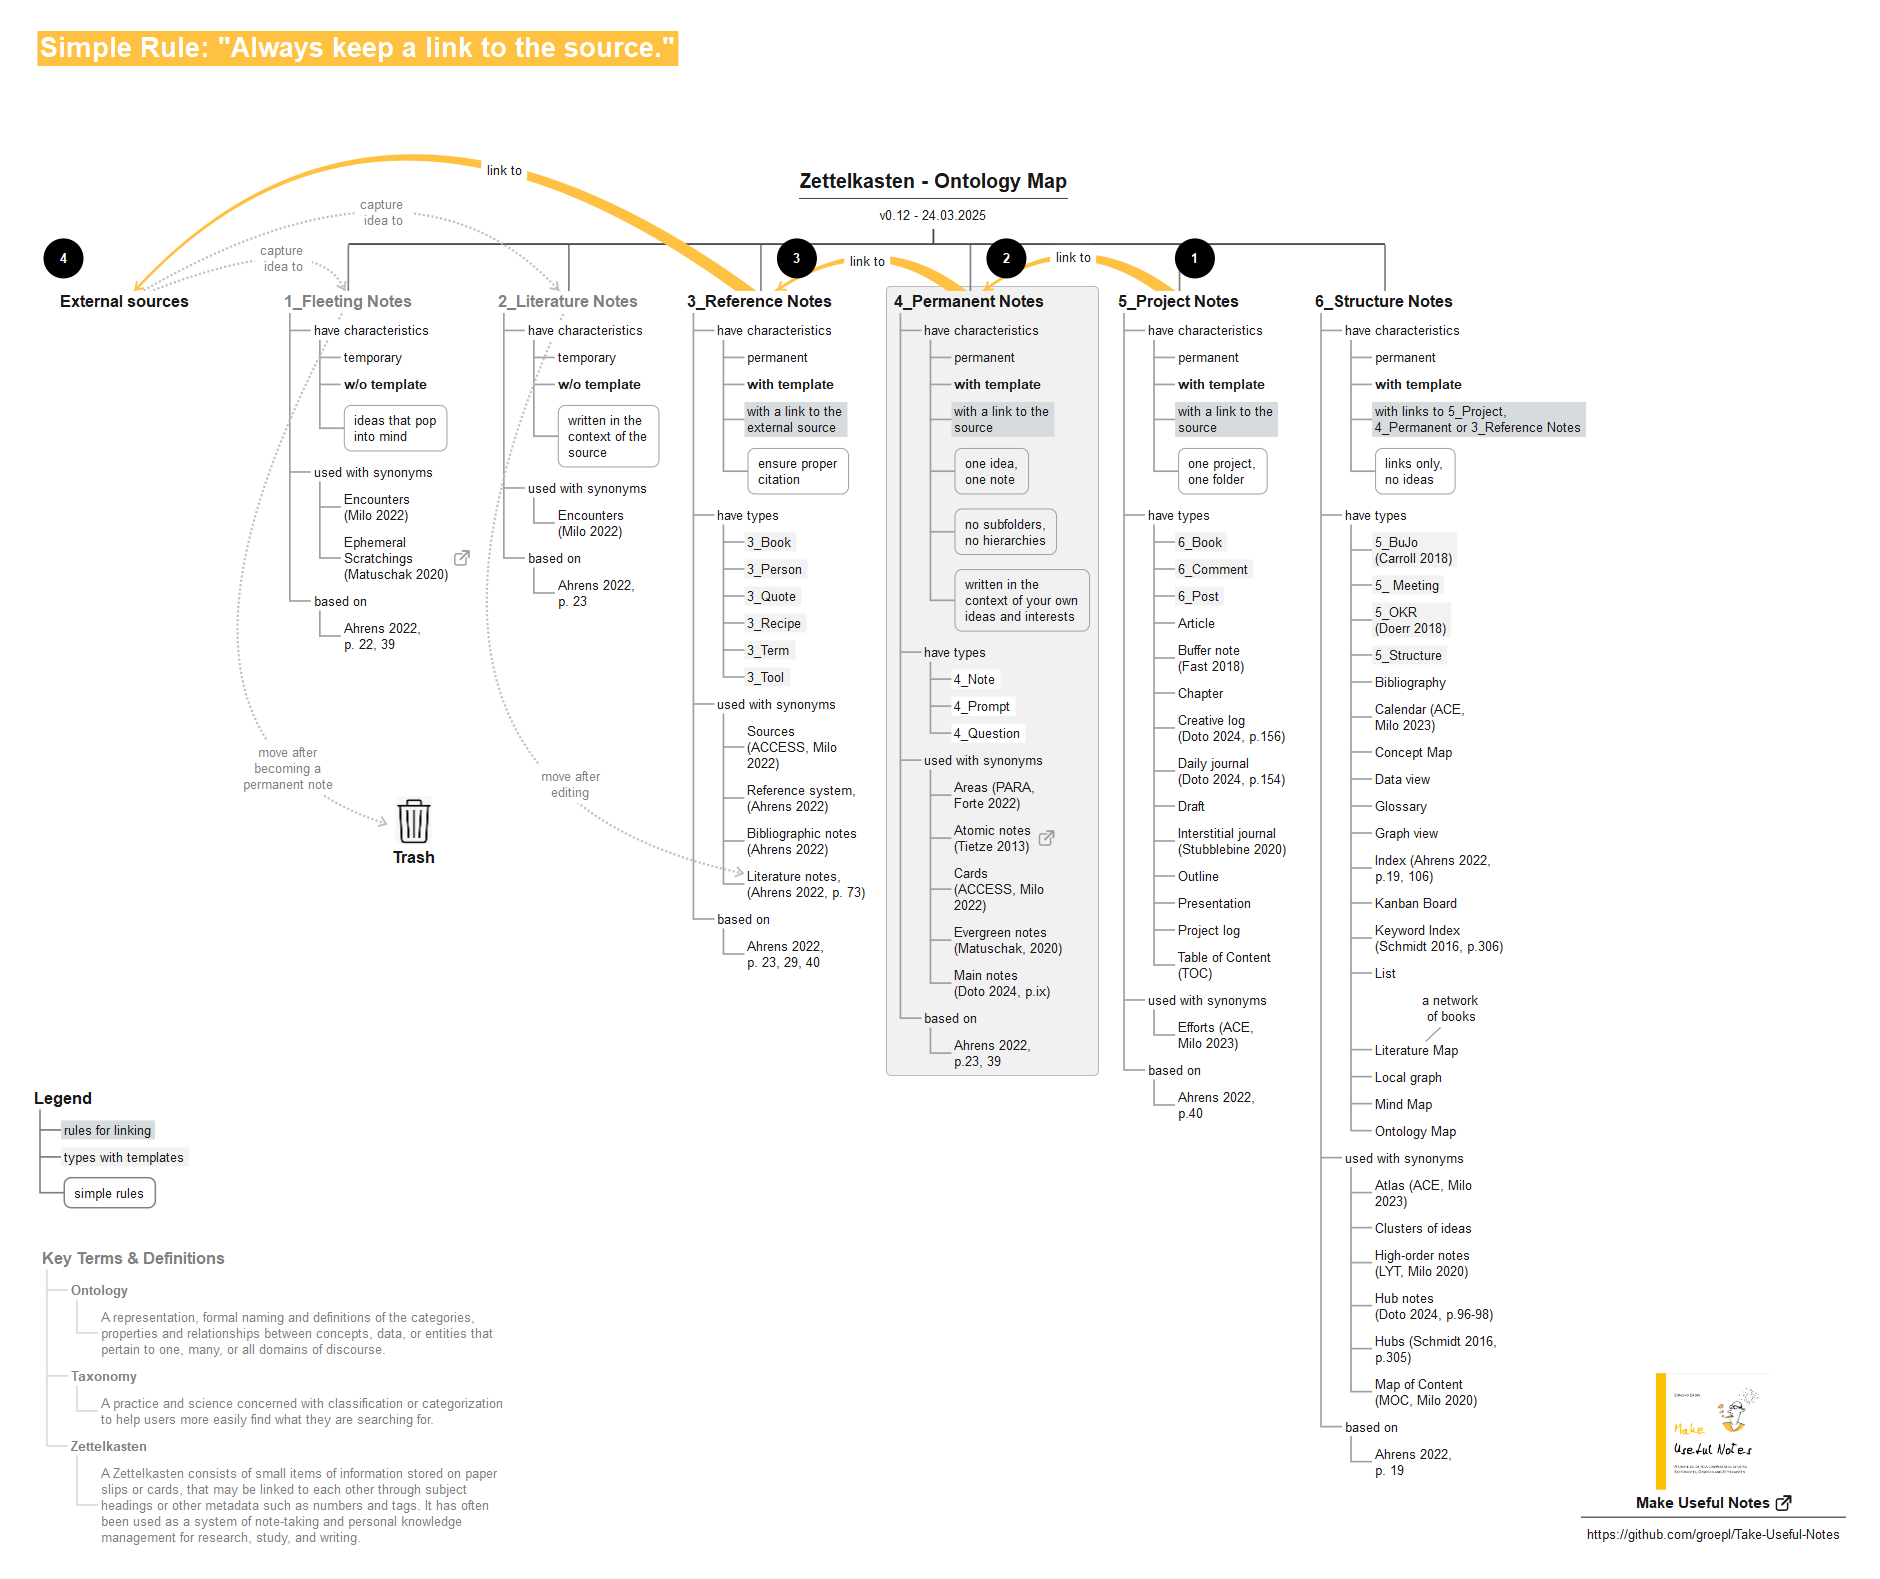 Simple Rule: "Always keep a link to the source."
link to
Zettelkasten - Ontology Map
v0.12 - 24.03.2025
capture
idea to
capture
idea to
4
3
link to
2
link to
1
External sources
1_Fleeting Notes
have characteristics
temporary
w/o template
ideas that pop
into mind
used with synonyms
Encounters
(Milo 2022)
Ephemeral
Scratchings
(Matuschak 2020)
based on
Ahrens 2022,
p. 22, 39
move after
becoming a
permanent note
Trash
2_Literature Notes
have characteristics
temporary
w/o template
written in the
context of the
source
used with synonyms
Encounters
(Milo 2022)
based on
Ahrens 2022,
p. 23
move after
editing
3_Reference Notes
have characteristics
permanent
with template
with a link to the
external source
ensure proper
citation
have types
3_Book
3_Person
3_Quote
3_Recipe
3_Term
3_Tool
used with synonyms
Sources
(ACCESS, Milo
2022)
Reference system,
(Ahrens 2022)
Bibliographic notes
(Ahrens 2022)
Literature notes,
(Ahrens 2022, p. 73)
based on
Ahrens 2022,
p. 23, 29, 40
4_Permanent Notes
have characteristics
permanent
with template
with a link to the
source
one idea,
one note
no subfolders,
no hierarchies
written in the
context of your own
ideas and interests
have types
4_Note
4_Prompt
4_Question
used with synonyms
Areas (PARA,
Forte 2022)
Atomic notes
(Tietze 2013)
Cards
(ACCESS, Milo
2022)
Evergreen notes
(Matuschak, 2020)
Main notes
(Doto 2024, p.ix)
based on
Ahrens 2022,
p.23, 39
5_Project Notes
have characteristics
permanent
with template
with a link to the
source
one project,
one folder
have types
6_Book
6_Comment
6_Post
Article
Buffer note
(Fast 2018)
Chapter
Creative log
(Doto 2024, p.156)
Daily journal
(Doto 2024, p.154)
Draft
Interstitial journal
(Stubblebine 2020)
Outline
Presentation
Project log
Table of Content
(TOC)
used with synonyms
Efforts (ACE,
Milo 2023)
based on
Ahrens 2022,
p.40
6_Structure Notes
have characteristics
permanent
with template
with links to 5_Project,
4_Permanent or 3_Reference Notes
links only,
no ideas
have types
5_BuJo
(Carroll 2018)
5_ Meeting
5_OKR
(Doerr 2018)
5_Structure
Bibliography
Calendar (ACE,
Milo 2023)
Concept Map
Data view
Glossary
Graph view
Index (Ahrens 2022,
p.19, 106)
Kanban Board
Keyword Index
(Schmidt 2016, p.306)
List
a network
of books
Literature Map
Local graph
Mind Map
Ontology Map
used with synonyms
Atlas (ACE, Milo
2023)
Clusters of ideas
High-order notes
(LYT, Milo 2020)
Hub notes
(Doto 2024, p.96-98)
Hubs (Schmidt 2016,
p.305)
Map of Content
(MOC, Milo 2020)
based on
Ahrens 2022,
p. 19
Legend
rules for linking
types with templates
simple rules
Key Terms & Definitions
Ontology
A representation, formal naming and definitions of the categories,
properties and relationships between concepts, data, or entities that
pertain to one, many, or all domains of discourse.
Taxonomy
A practice and science concerned with classification or categorization
to help users more easily find what they are searching for.
Zettelkasten
A Zettelkasten consists of small items of information stored on paper
slips or cards, that may be linked to each other through subject
headings or other metadata such as numbers and tags. It has often
been used as a system of note-taking and personal knowledge
management for research, study, and writing.
Make
Useful Notes
Make Useful Notes
https://github.com/groepl/Take-Useful-Notes